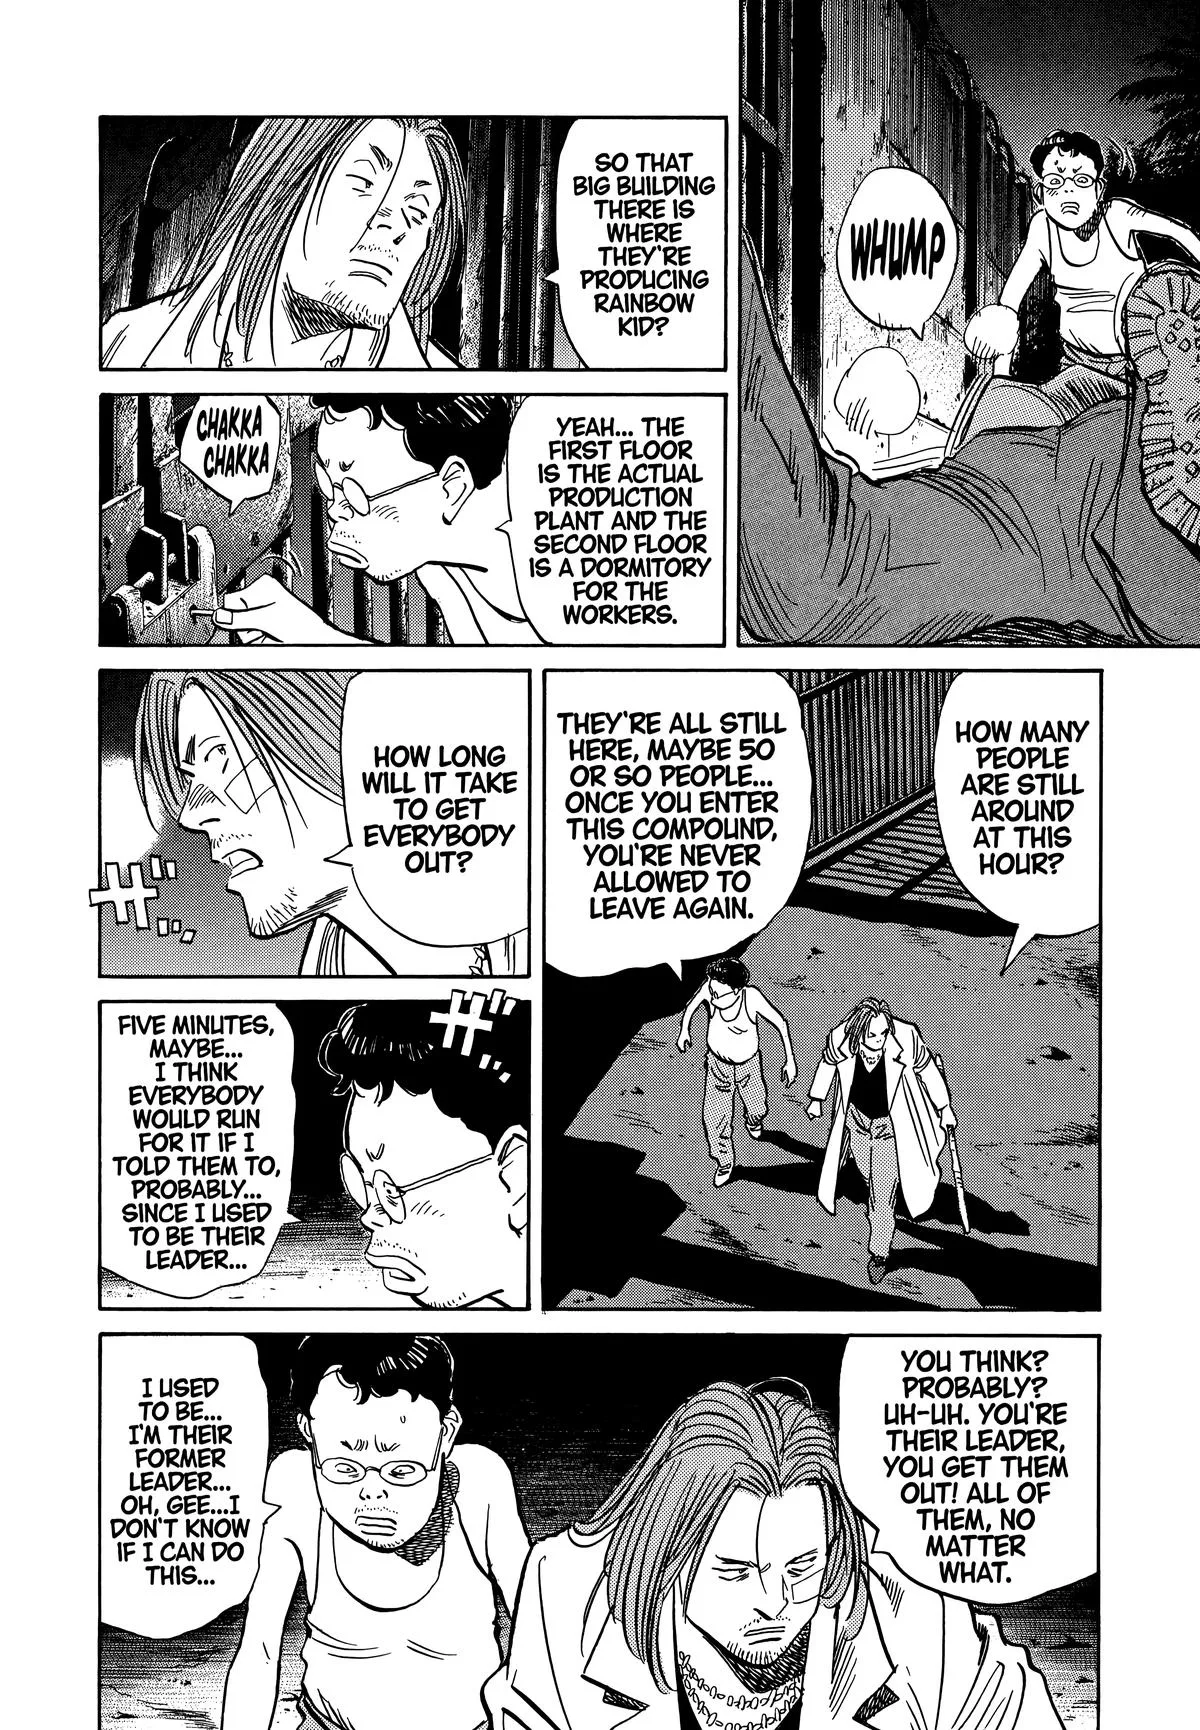 WHUMP
SO THAT
BIG BUILDING
THERE IS
WHERE
THEY'RE
PRODUCING
RAINBOW
KID?
CHAKKA
CHAKKA
YEAH... THE
FIRST FLOOR
IS THE ACTUAL
PRODUCTION
PLANT AND THE
SECOND FLOOR
IS A DORMITORY
FOR THE
WORKERS.
HOW MANY
PEOPLE
ARE STILL
AROUND
AT THIS
HOUR?
THEY'RE ALL STILL
HERE, MAYBE 50
OR SO PEOPLE...
ONCE YOU ENTER
THIS COMPOUND,
YOU'RE NEVER
ALLOWED TO
LEAVE AGAIN.
HOW LONG
WILL IT TAKE
TO GET
EVERYBODY
OUT?
ザッ
ザッ
FIVE MINUTES,
MAYBE...
I THINK
EVERYBODY
WOULD RUN
FOR IT IF I
TOLD THEM TO,
PROBABLY...
SINCE I USED
TO BE THEIR
LEADER...
YOU THINK?
PROBABLY?
UH-UH. YOU'RE
THEIR LEADER,
YOU GET THEM
OUT! ALL OF
THEM, NO
MATTER
WHAT.
I USED
TO BE...
I'M THEIR
FORMER
LEADER...
OH, GEE...I
DON'T KNOW
IF I CAN DO
THIS...